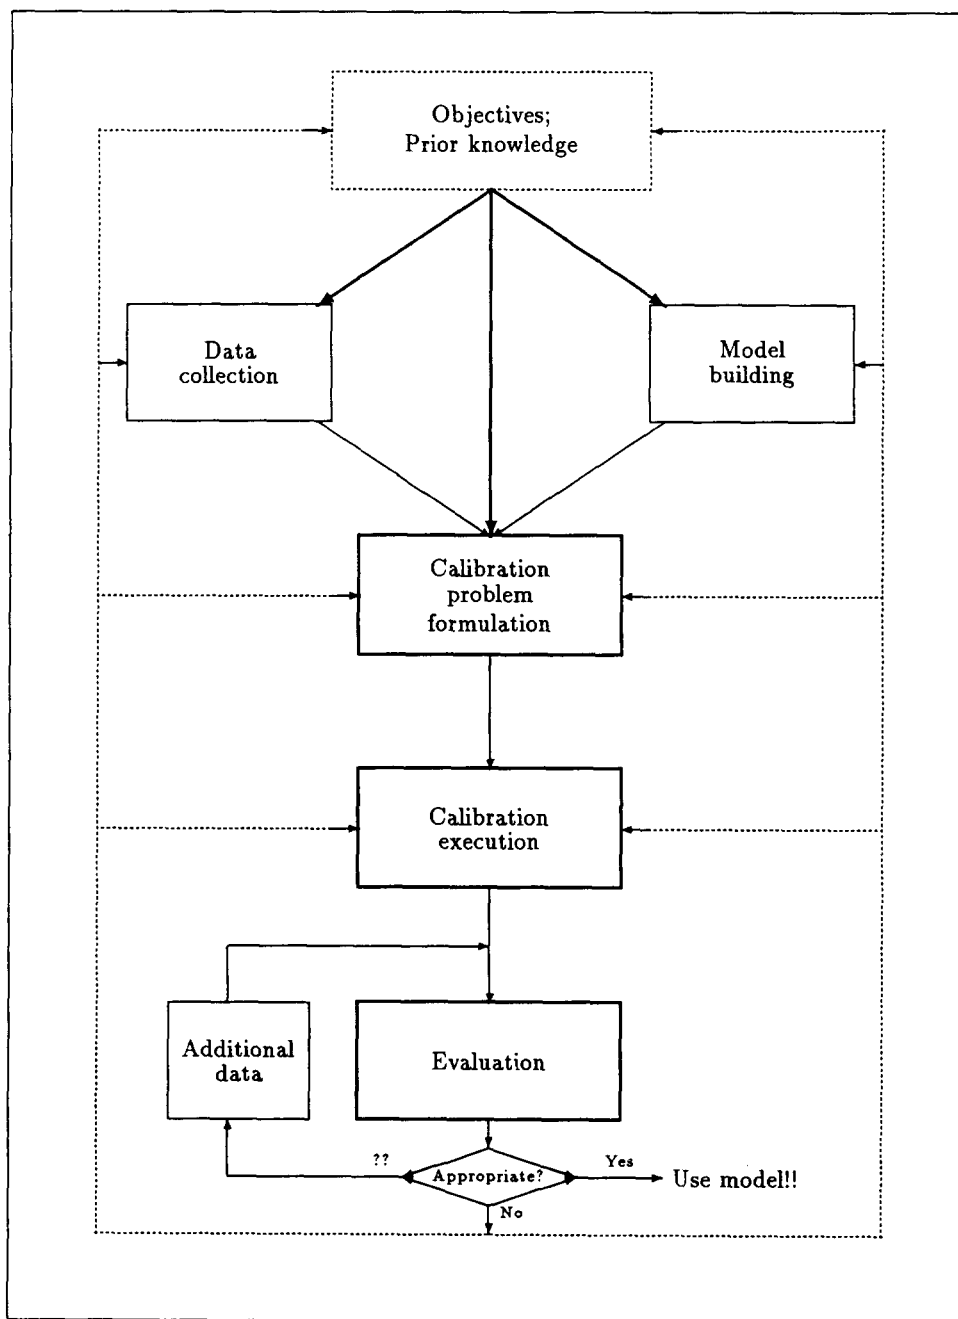 Objectives;
Prior knowledge
Data
collection
Model
building
Calibration
problem
formulation
Calibration
execution
Additional
data
Evaluation
??
Appropriate?
Yes
Use model!!
No